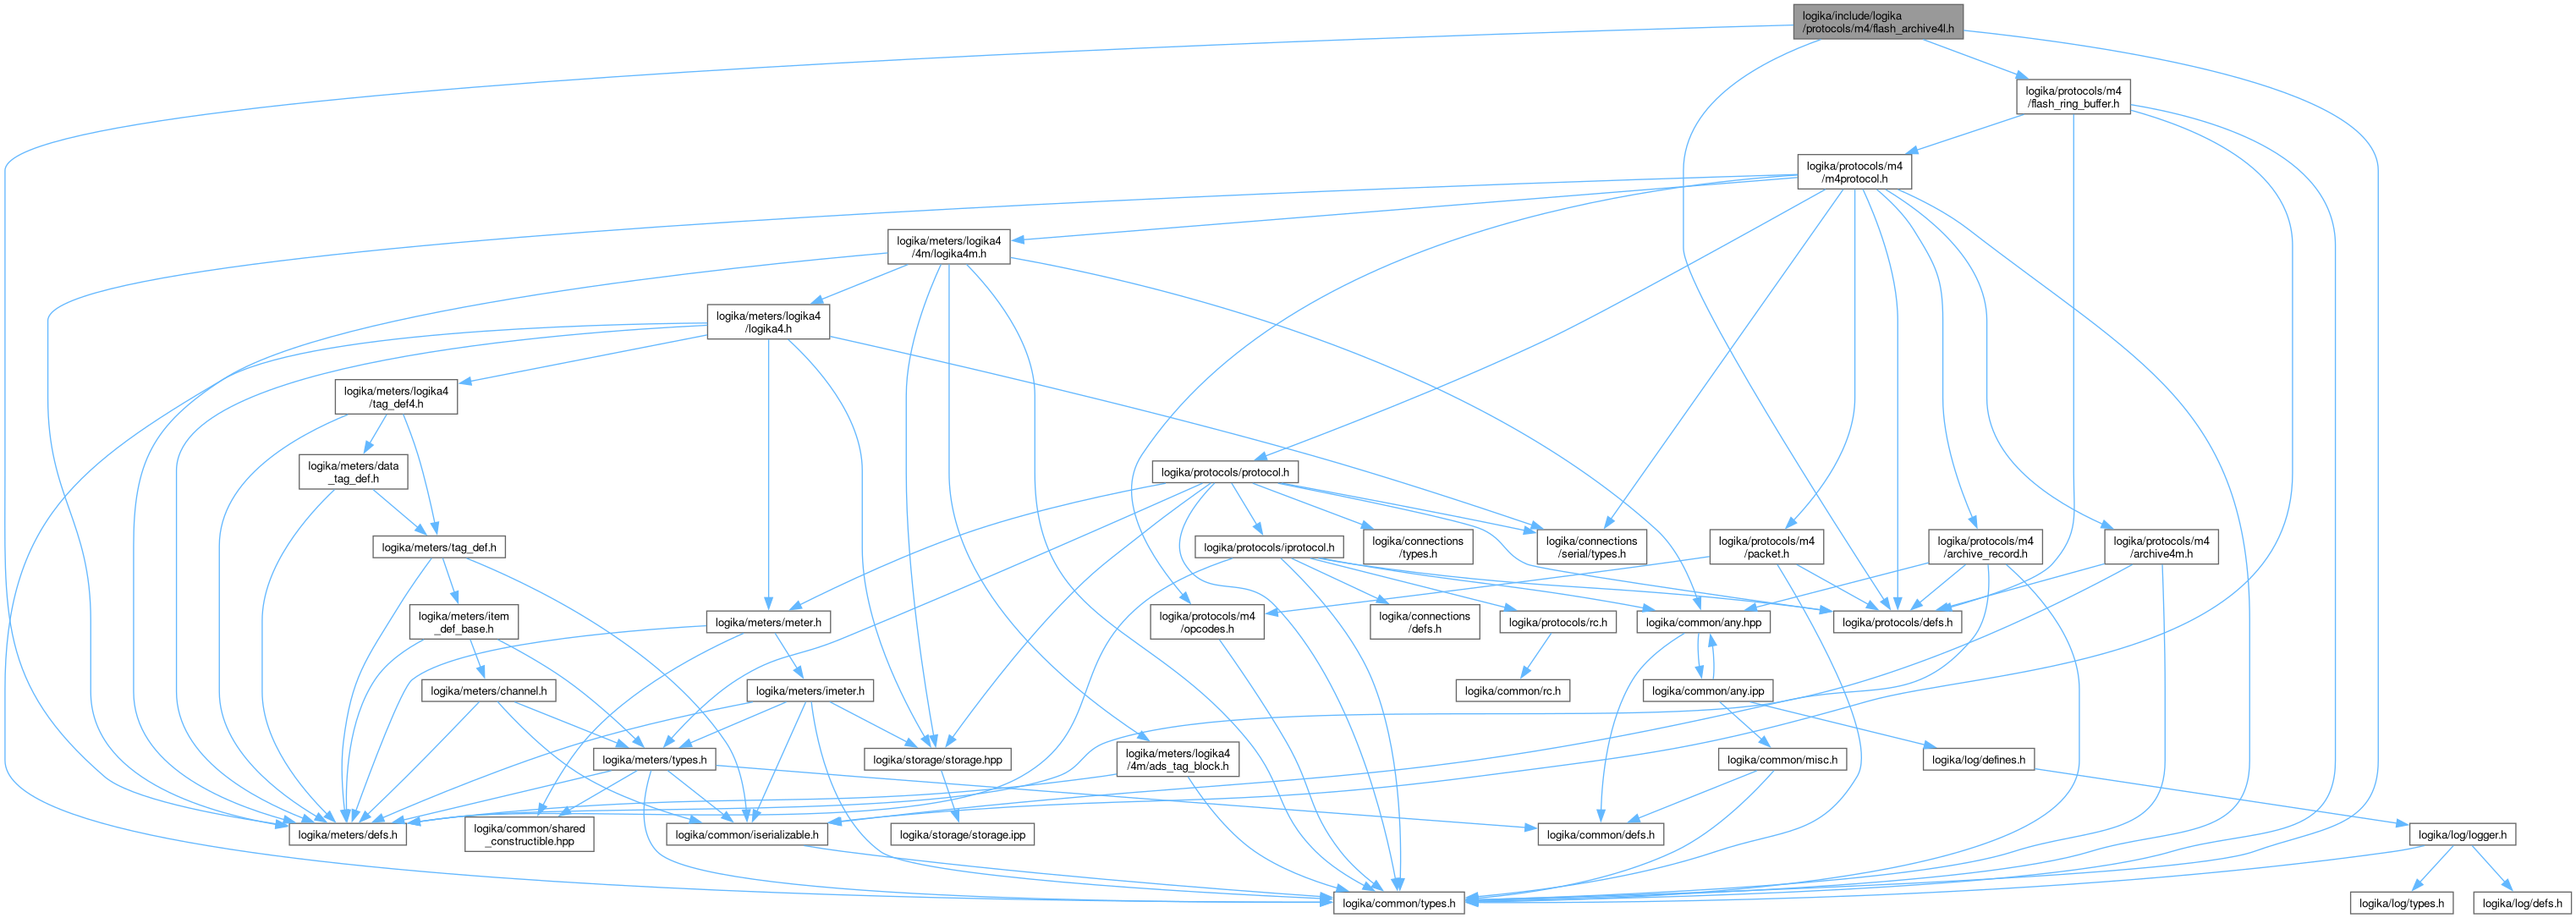 logika/include/logika
/protocols/m4/flash_archive4l.h
logika/protocols/m4
/flash_ring_buffer.h
logika/protocols/m4
/m4protocol.h
logika/meters/logika4
/4m/logika4m.h
logika/meters/logika4
/logika4.h
logika/meters/logika4
/tag_def4.h
logika/meters/data
_tag_def.h
logika/protocols/protocol.h
logika/meters/tag_def.h
logika/protocols/iprotocol.h
logika/connections
/types.h
logika/connections
/serial/types.h
logika/protocols/m4
/packet.h
logika/protocols/m4
/archive_record.h
logika/protocols/m4
/archive4m.h
logika/meters/item
_def_base.h
logika/meters/meter.h
logika/protocols/m4
/opcodes.h
logika/connections
/defs.h
logika/protocols/rc.h
logika/common/any.hpp
logika/protocols/defs.h
logika/meters/channel.h
logika/meters/imeter.h
logika/common/rc.h
logika/common/any.ipp
logika/meters/types.h
logika/storage/storage.hpp
logika/meters/logika4
/4m/ads_tag_block.h
logika/common/misc.h
logika/log/defines.h
logika/meters/defs.h
logika/common/shared
_constructible.hpp
logika/common/iserializable.h
logika/storage/storage.ipp
logika/common/defs.h
logika/log/logger.h
logika/common/types.h
logika/log/types.h
logika/log/defs.h